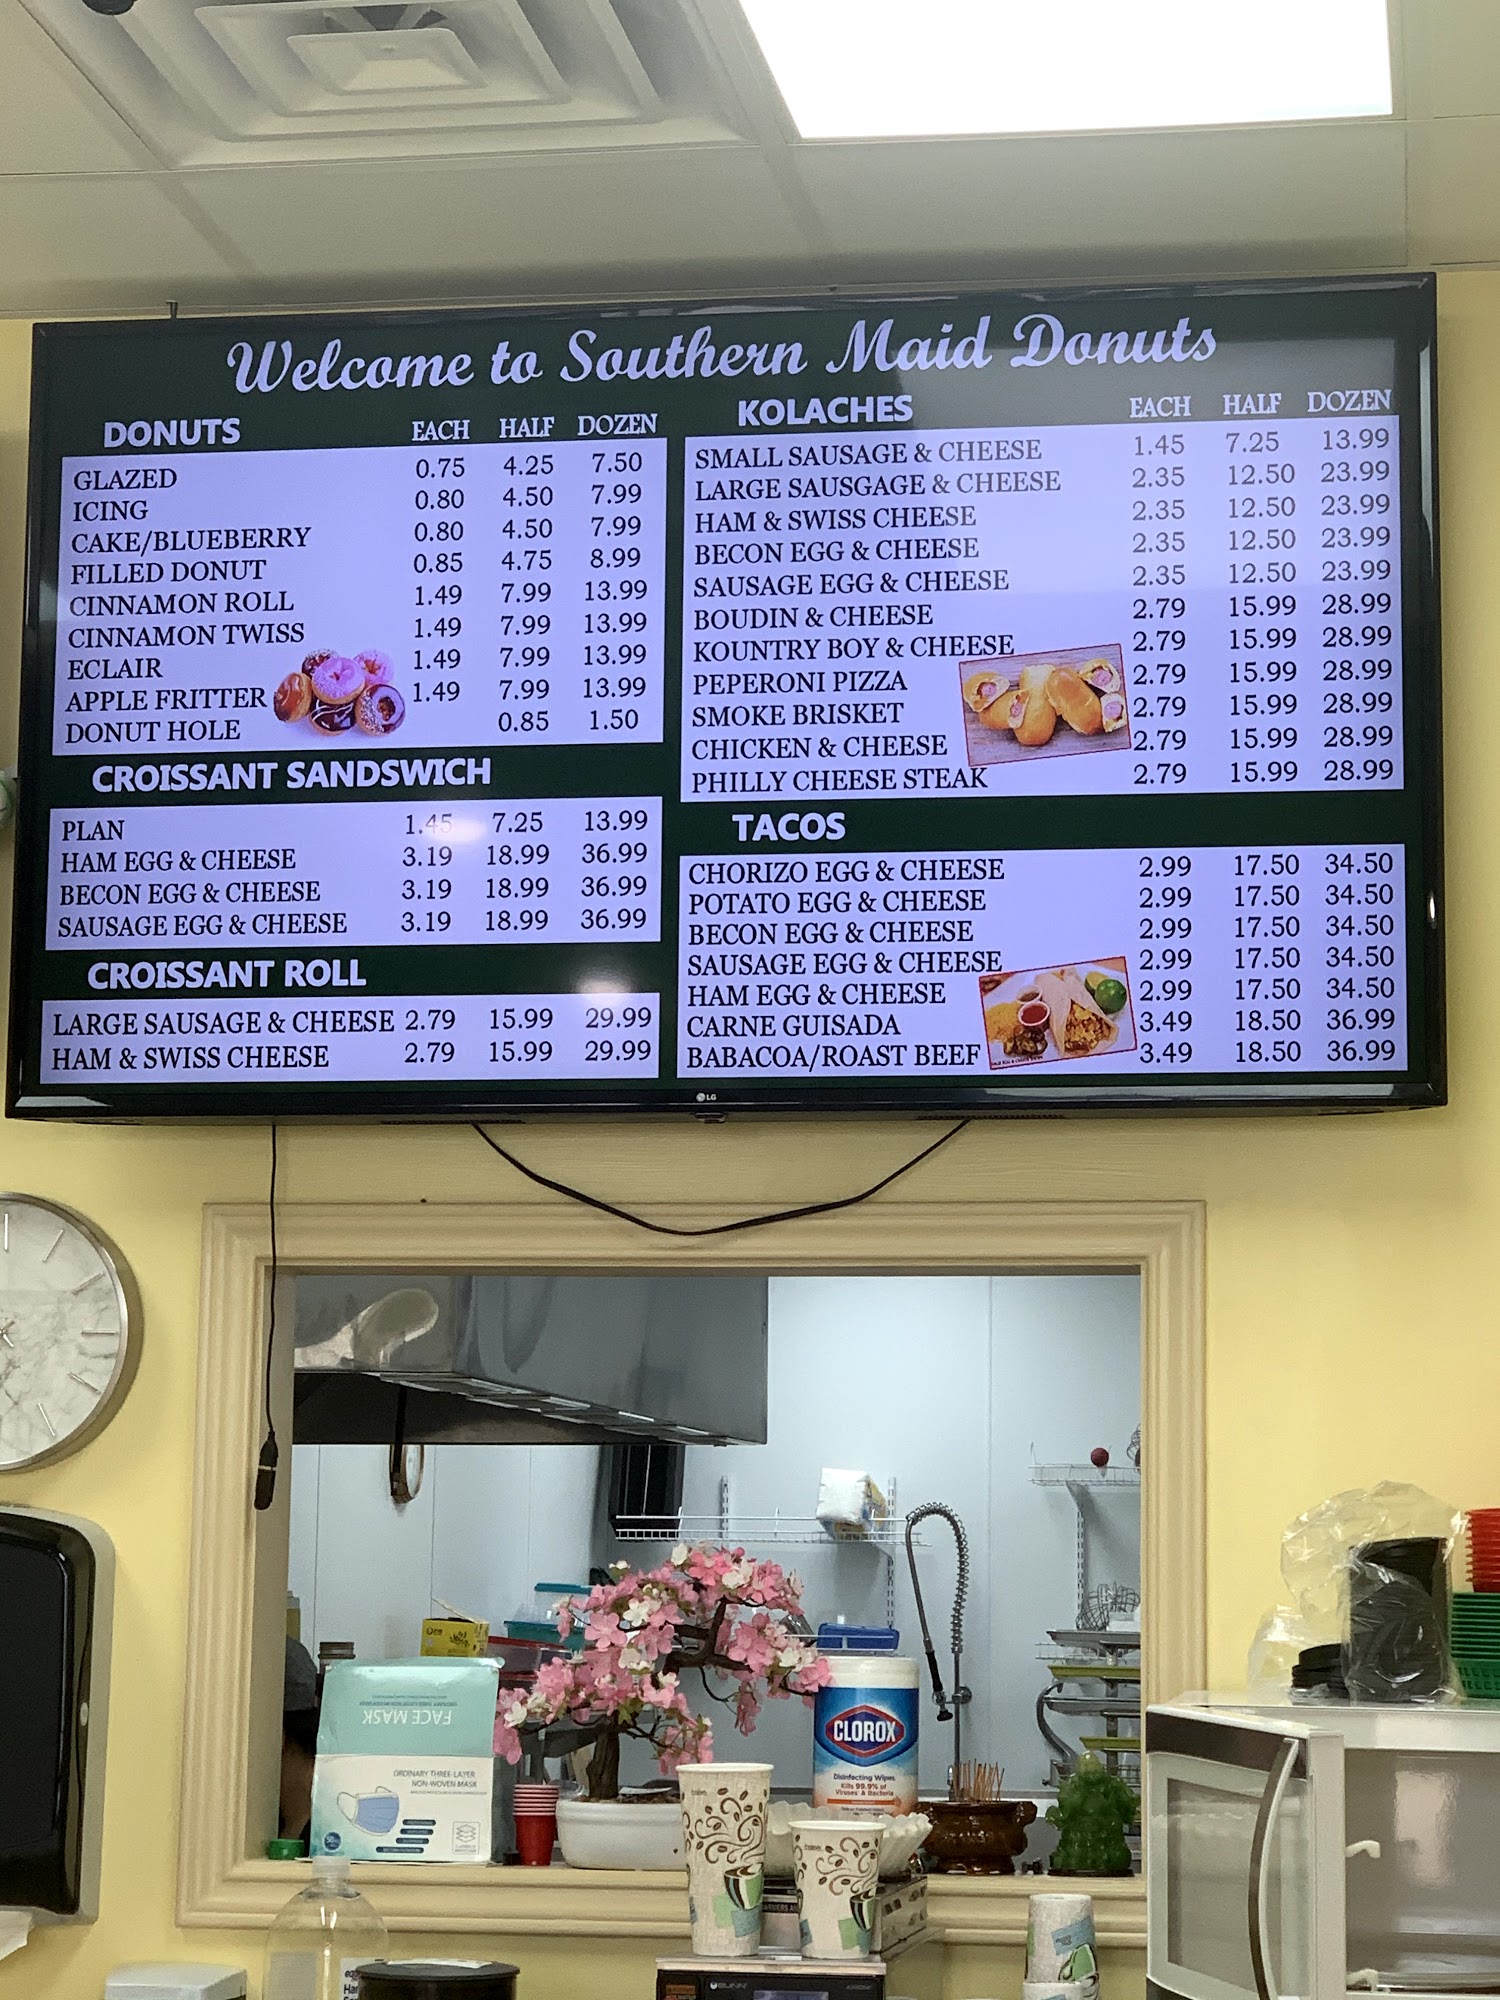 Welcome to Southern Maid Donuts
DONUTS EACH HALF DOZEN
GLAZED 0.75 4.25 7.50
ICING 0.80 4.50 7.99
CAKE/BLUEBERRY 0.80 4.50 7.99
FILLED DONUT 0.85 4.75 8.99
CINNAMON ROLL 1.49 7.99 13.99
CINNAMON TWISS 1.49 7.99 13.99
ECLAIR 1.49 7.99 13.99
APPLE FRITTER 1.49 7.99 13.99
DONUT HOLE 0.85 1.50
CROISSANT SANDSWICH
PLAN 1.45 7.25 13.99
HAM EGG & CHEESE 3.19 18.99 36.99
BECON EGG & CHEESE 3.19 18.99 36.99
SAUSAGE EGG & CHEESE 3.19 18.99 36.99
CROISSANT ROLL
LARGE SAUSAGE & CHEESE 2.79 15.99 29.99
HAM & SWISS CHEESE 2.79 15.99 29.99
KOLACHES EACH HALF DOZEN
SMALL SAUSAGE & CHEESE 1.45 7.25 13.99
LARGE SAUSGAGE & CHEESE 2.35 12.50 23.99
HAM & SWISS CHEESE 2.35 12.50 23.99
BECON EGG & CHEESE 2.35 12.50 23.99
SAUSAGE EGG & CHEESE 2.35 12.50 23.99
BOUDIN & CHEESE 2.79 15.99 28.99
KOUNTRY BOY & CHEESE 2.79 15.99 28.99
PEPERONI PIZZA 2.79 15.99 28.99
SMOKE BRISKET 2.79 15.99 28.99
CHICKEN & CHEESE 2.79 15.99 28.99
PHILLY CHEESE STEAK 2.79 15.99 28.99
TACOS
CHORIZO EGG & CHEESE 2.99 17.50 34.50
POTATO EGG & CHEESE 2.99 17.50 34.50
BECON EGG & CHEESE 2.99 17.50 34.50
SAUSAGE EGG & CHEESE 2.99 17.50 34.50
HAM EGG & CHEESE 2.99 17.50 34.50
CARNE GUISADA 3.49 18.50 36.99
BABACOA/ROAST BEEF 3.49 18.50 36.99
LG
FACE MASK
ORDINARY THREE-LAYER
NON-WOVEN MASK
CLOROX
Disinfecting Wipes
Kills 99.9% of
Viruses & Bacteria
BUNN